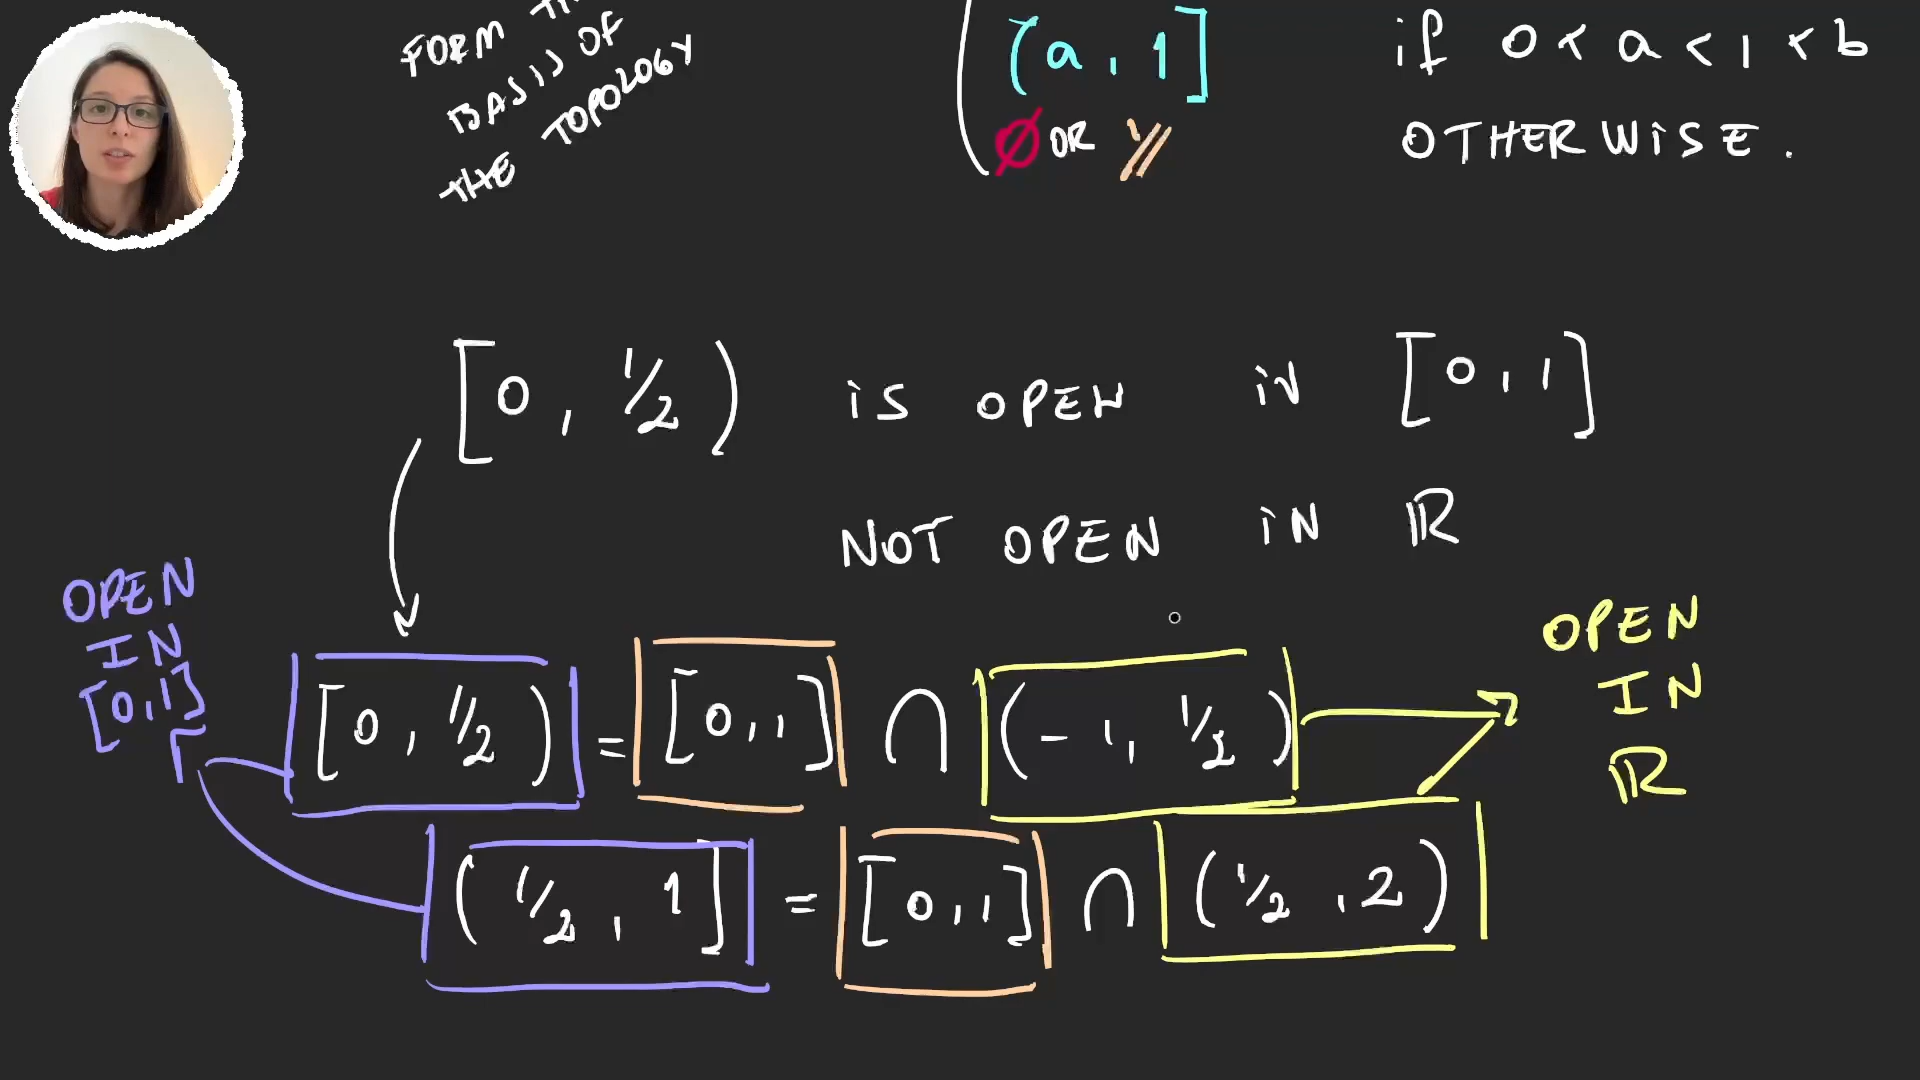 FORM TH
BASIS OF
THE TOPOLOGY
(a, 1] if 0 < a < 1 < b
∅ OR Y OTHERWISE.
[0, 1/2) is OPEN iN [0,1]
NOT OPEN iN ℝ
OPEN
IN
[0,1]
[0, 1/2) = [0,1] ∩ (-1, 1/2)
OPEN
IN
ℝ
(1/2, 1] = [0,1] ∩ (1/2, 2)